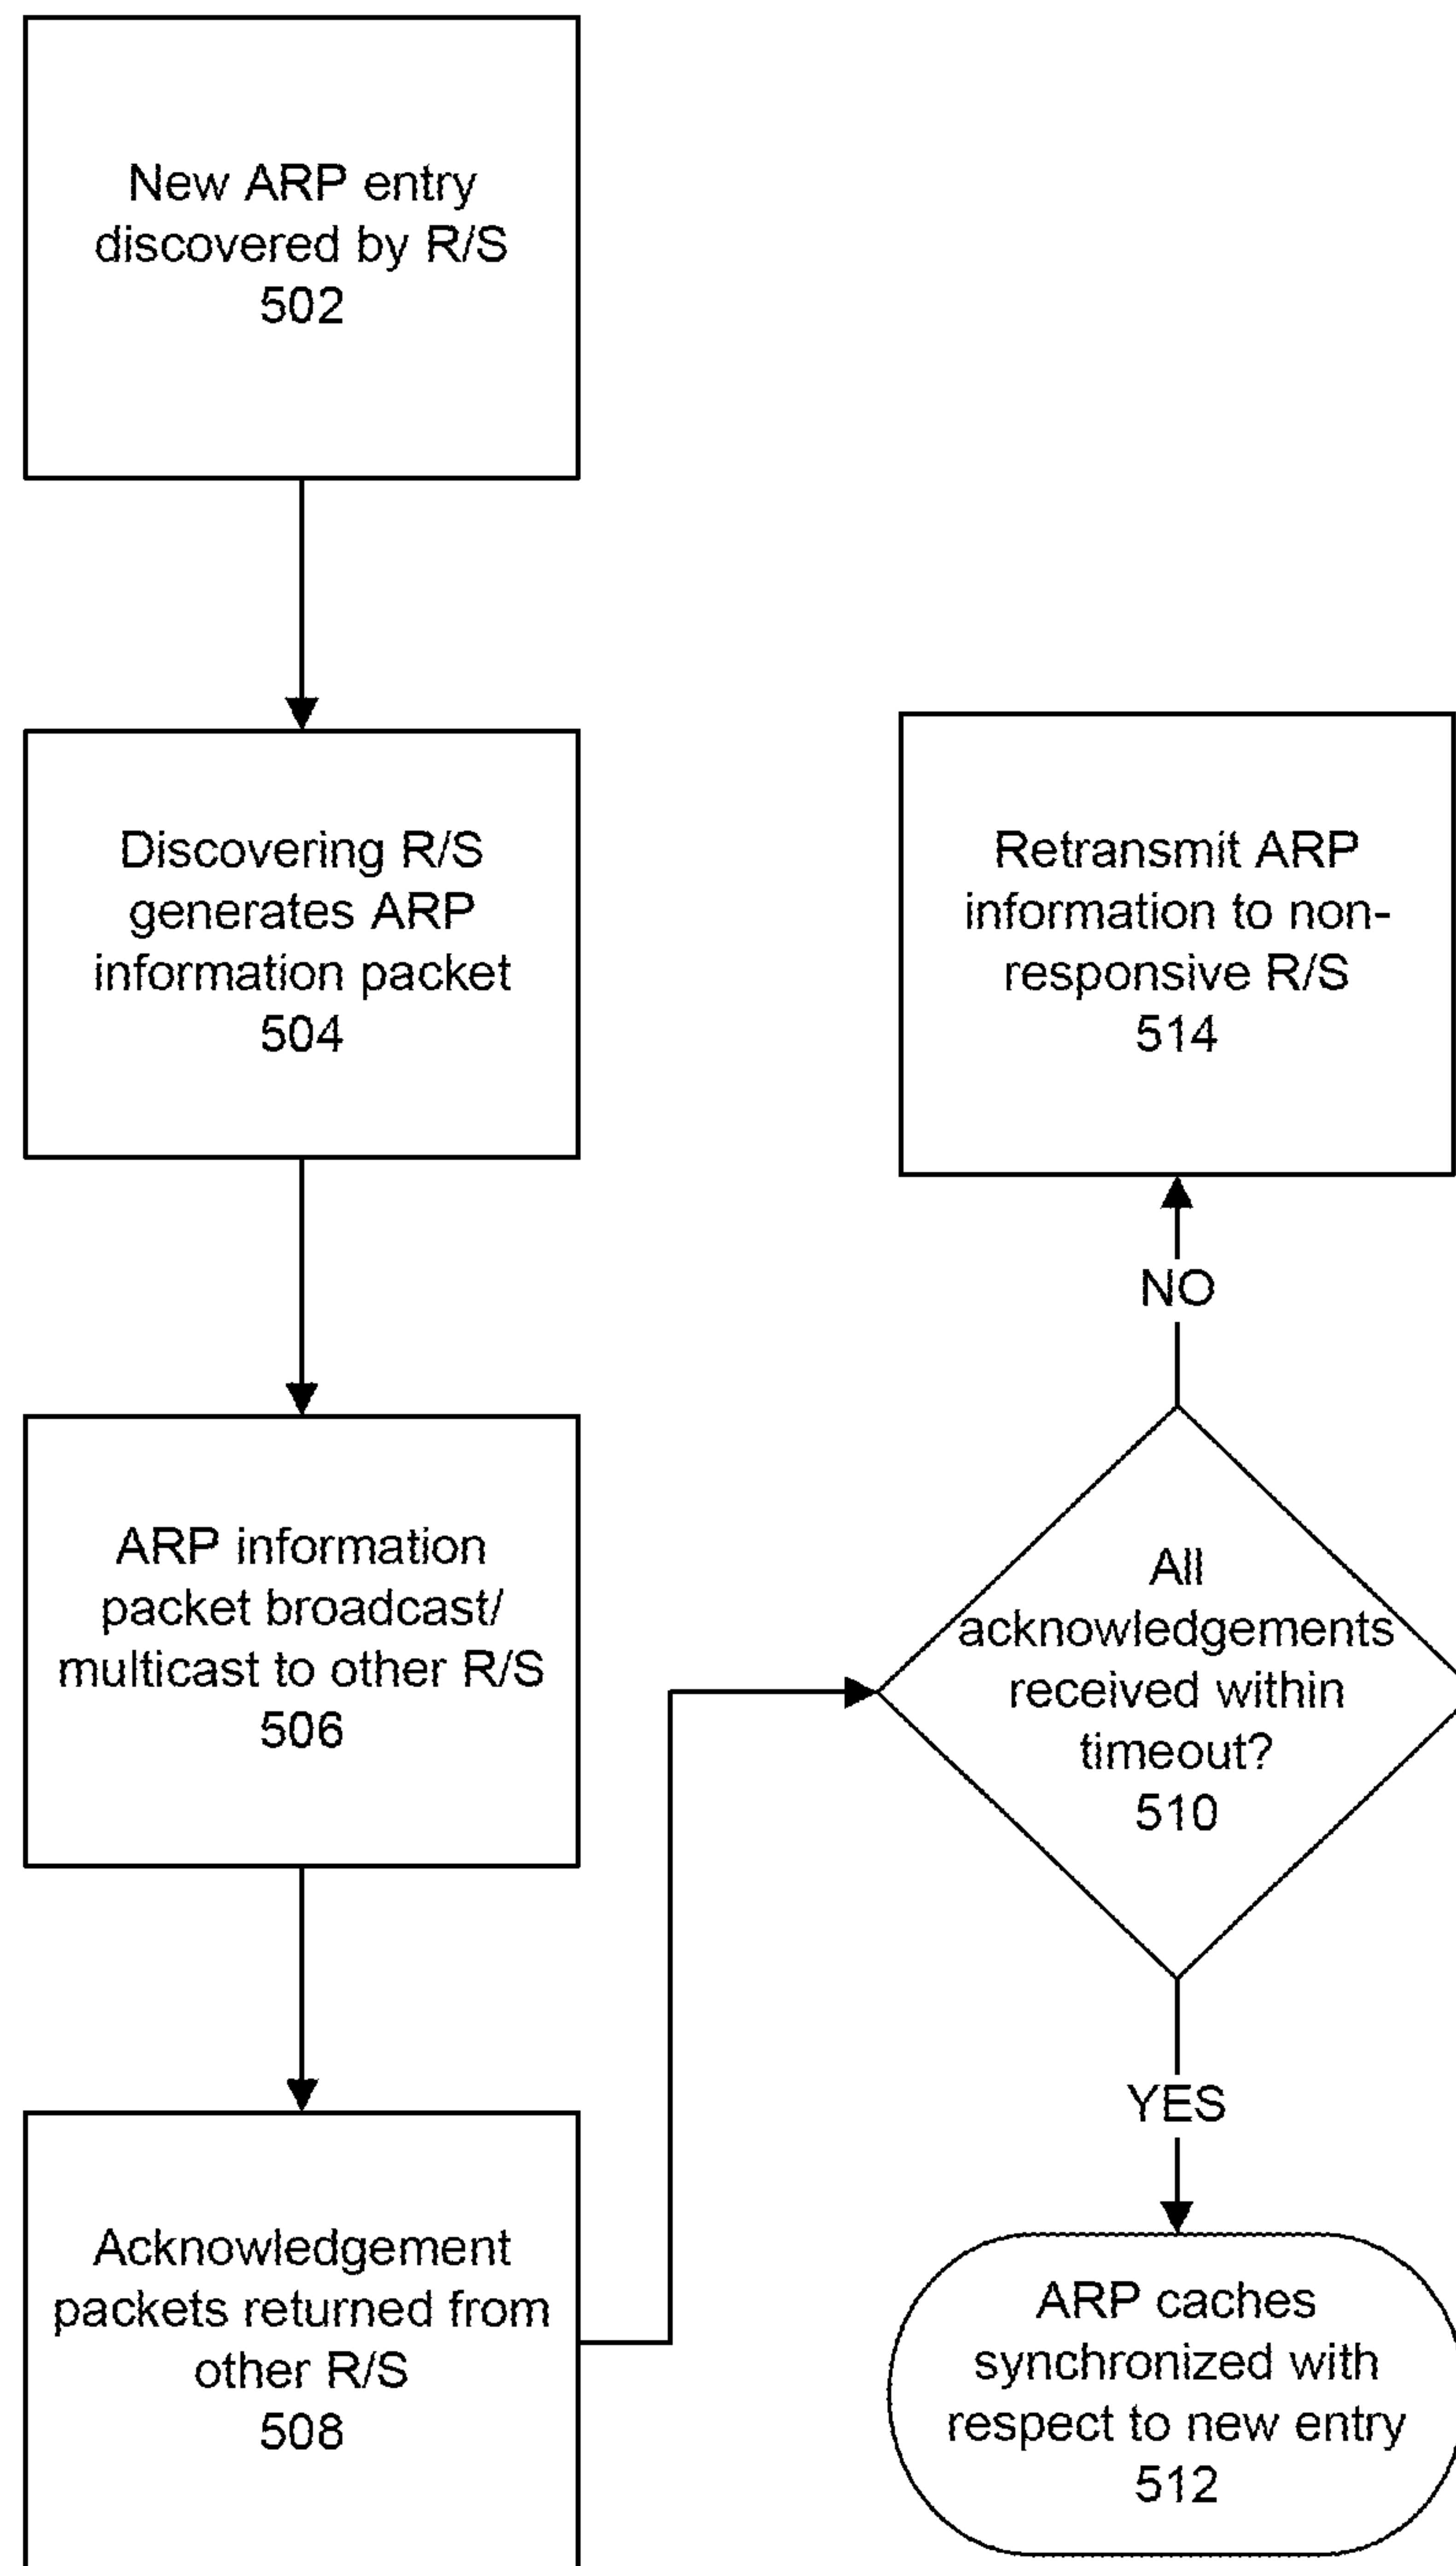 New ARP entry
discovered by R/S
502
Discovering R/S
generates ARP
information packet
504
ARP information
packet broadcast/
multicast to other R/S
506
Acknowledgement
packets returned from
other R/S
508
Retransmit ARP
information to non-
responsive R/S
514
NO
All
acknowledgements
received within
timeout?
510
YES
ARP caches
synchronized with
respect to new entry
512